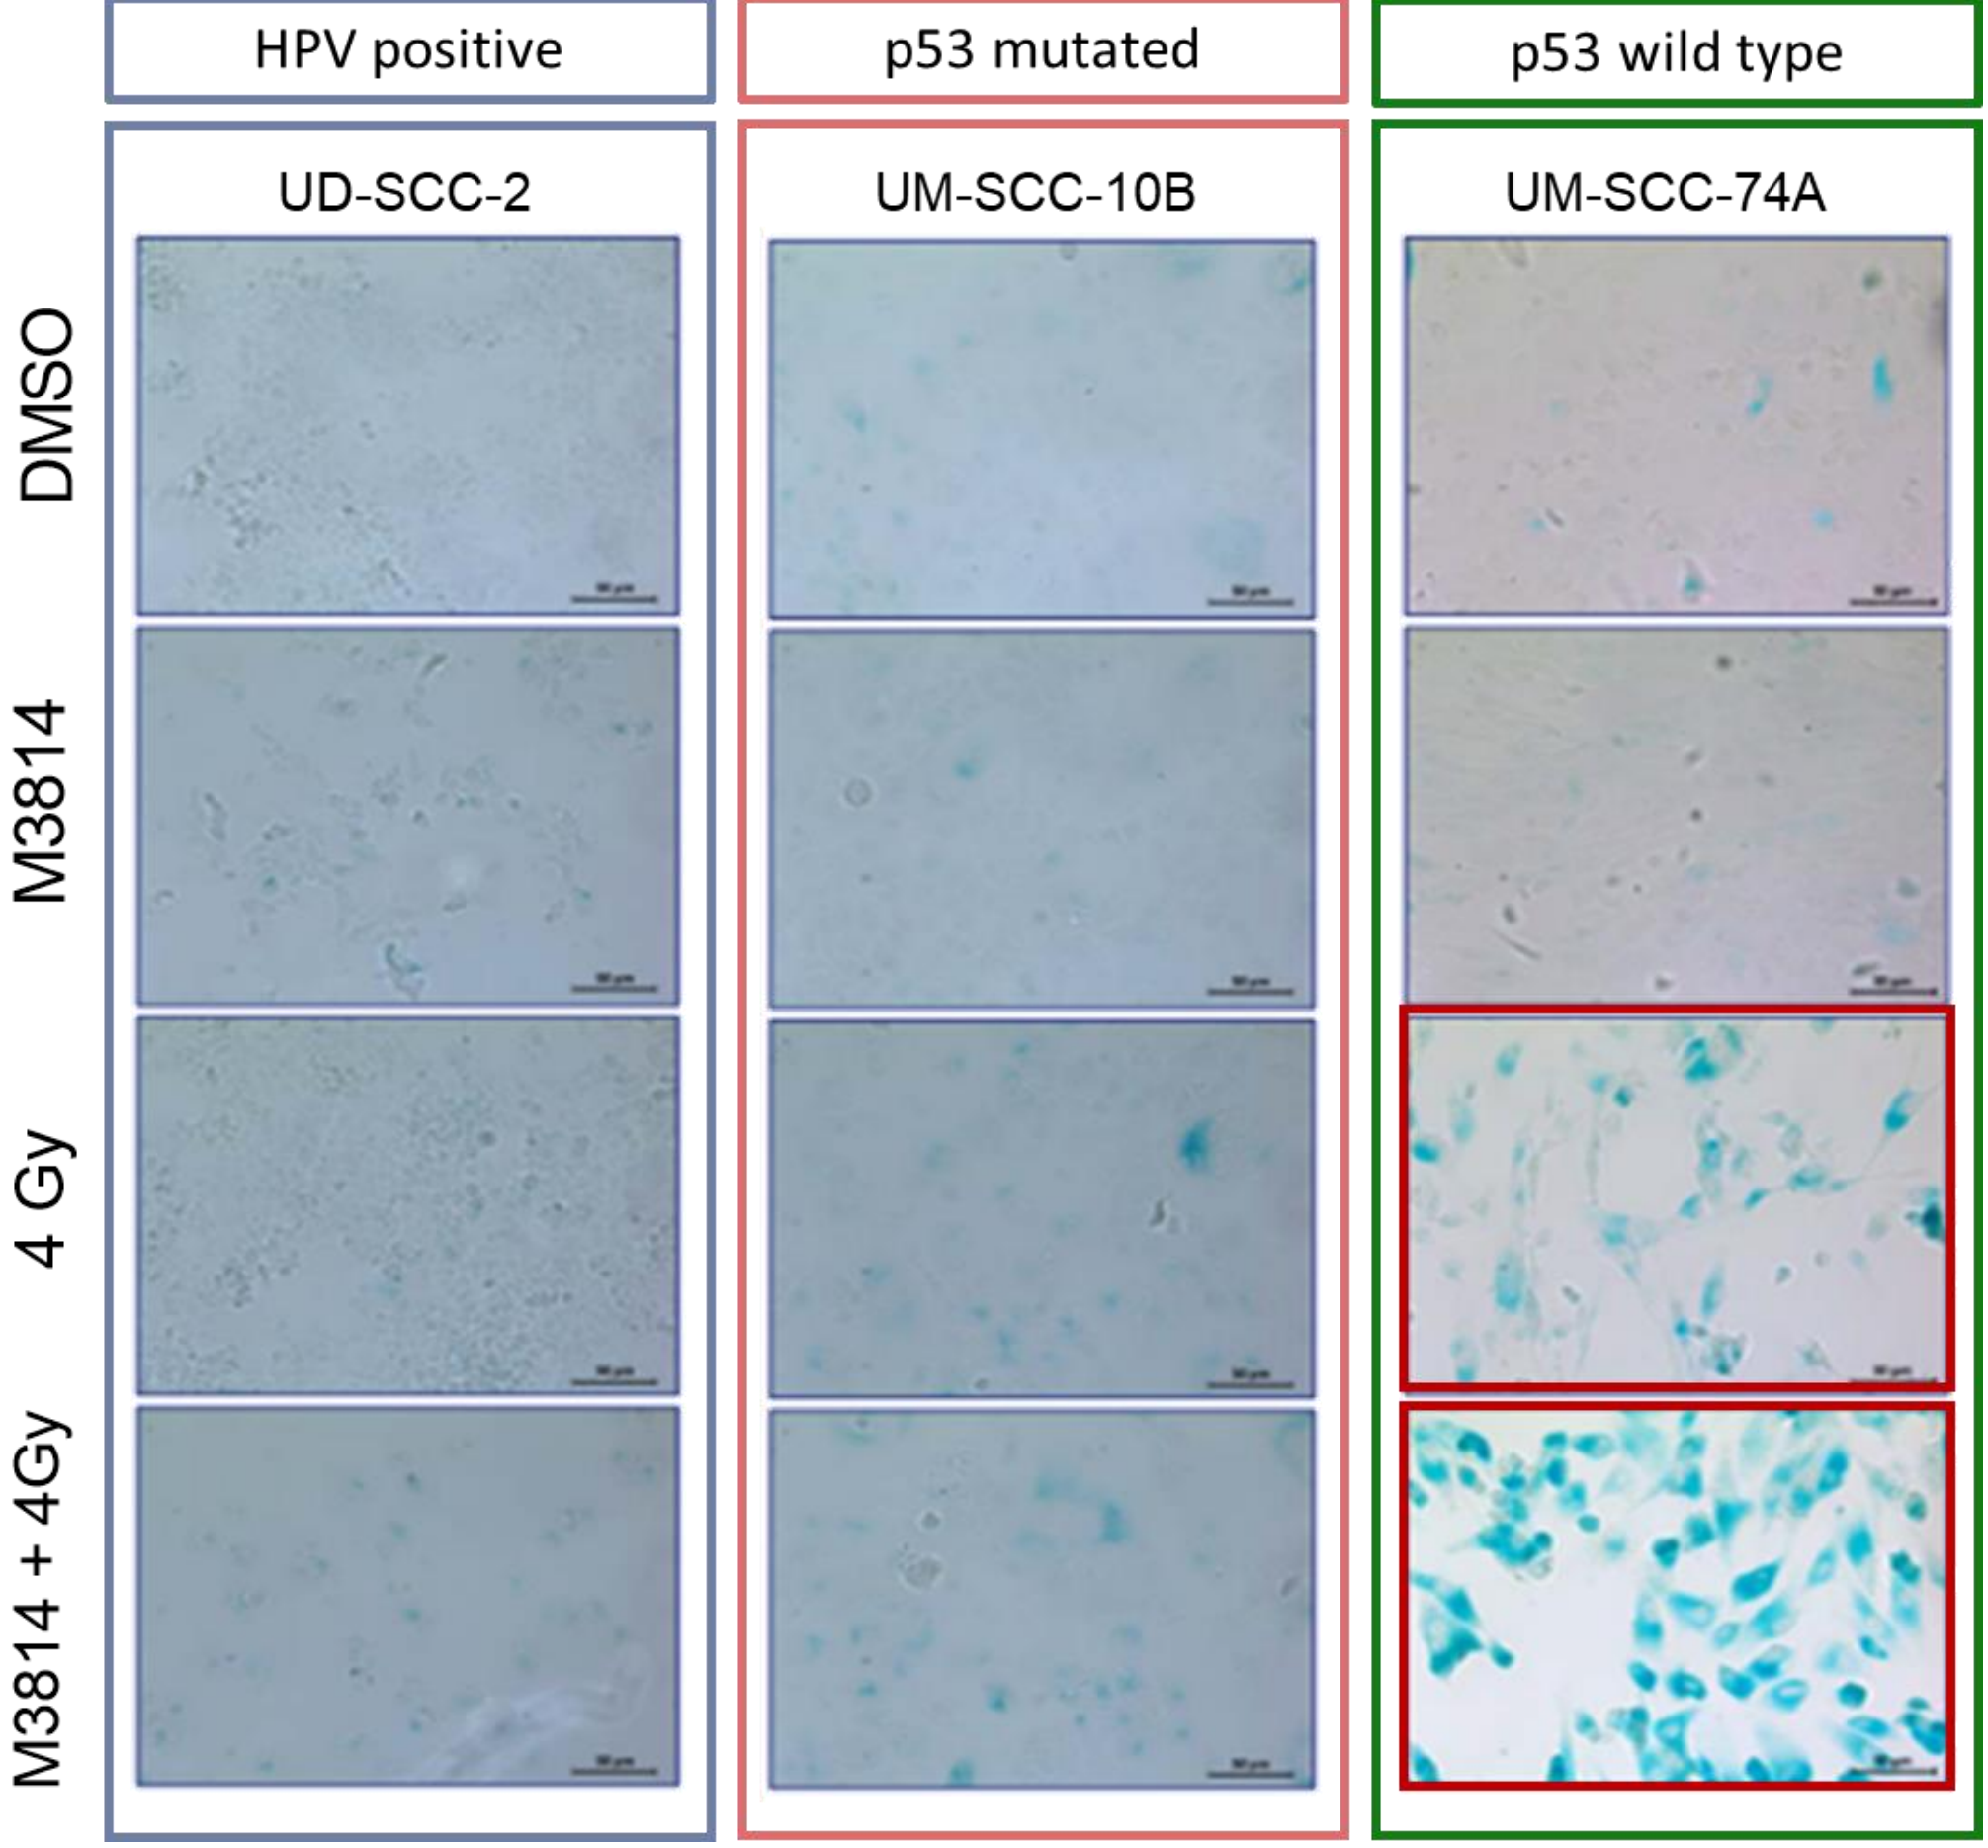 HPV positive
p53 mutated
p53 wild type
UD-SCC-2
UM-SCC-10B
UM-SCC-74A
DMSO
M3814
4 Gy
M3814 + 4Gy